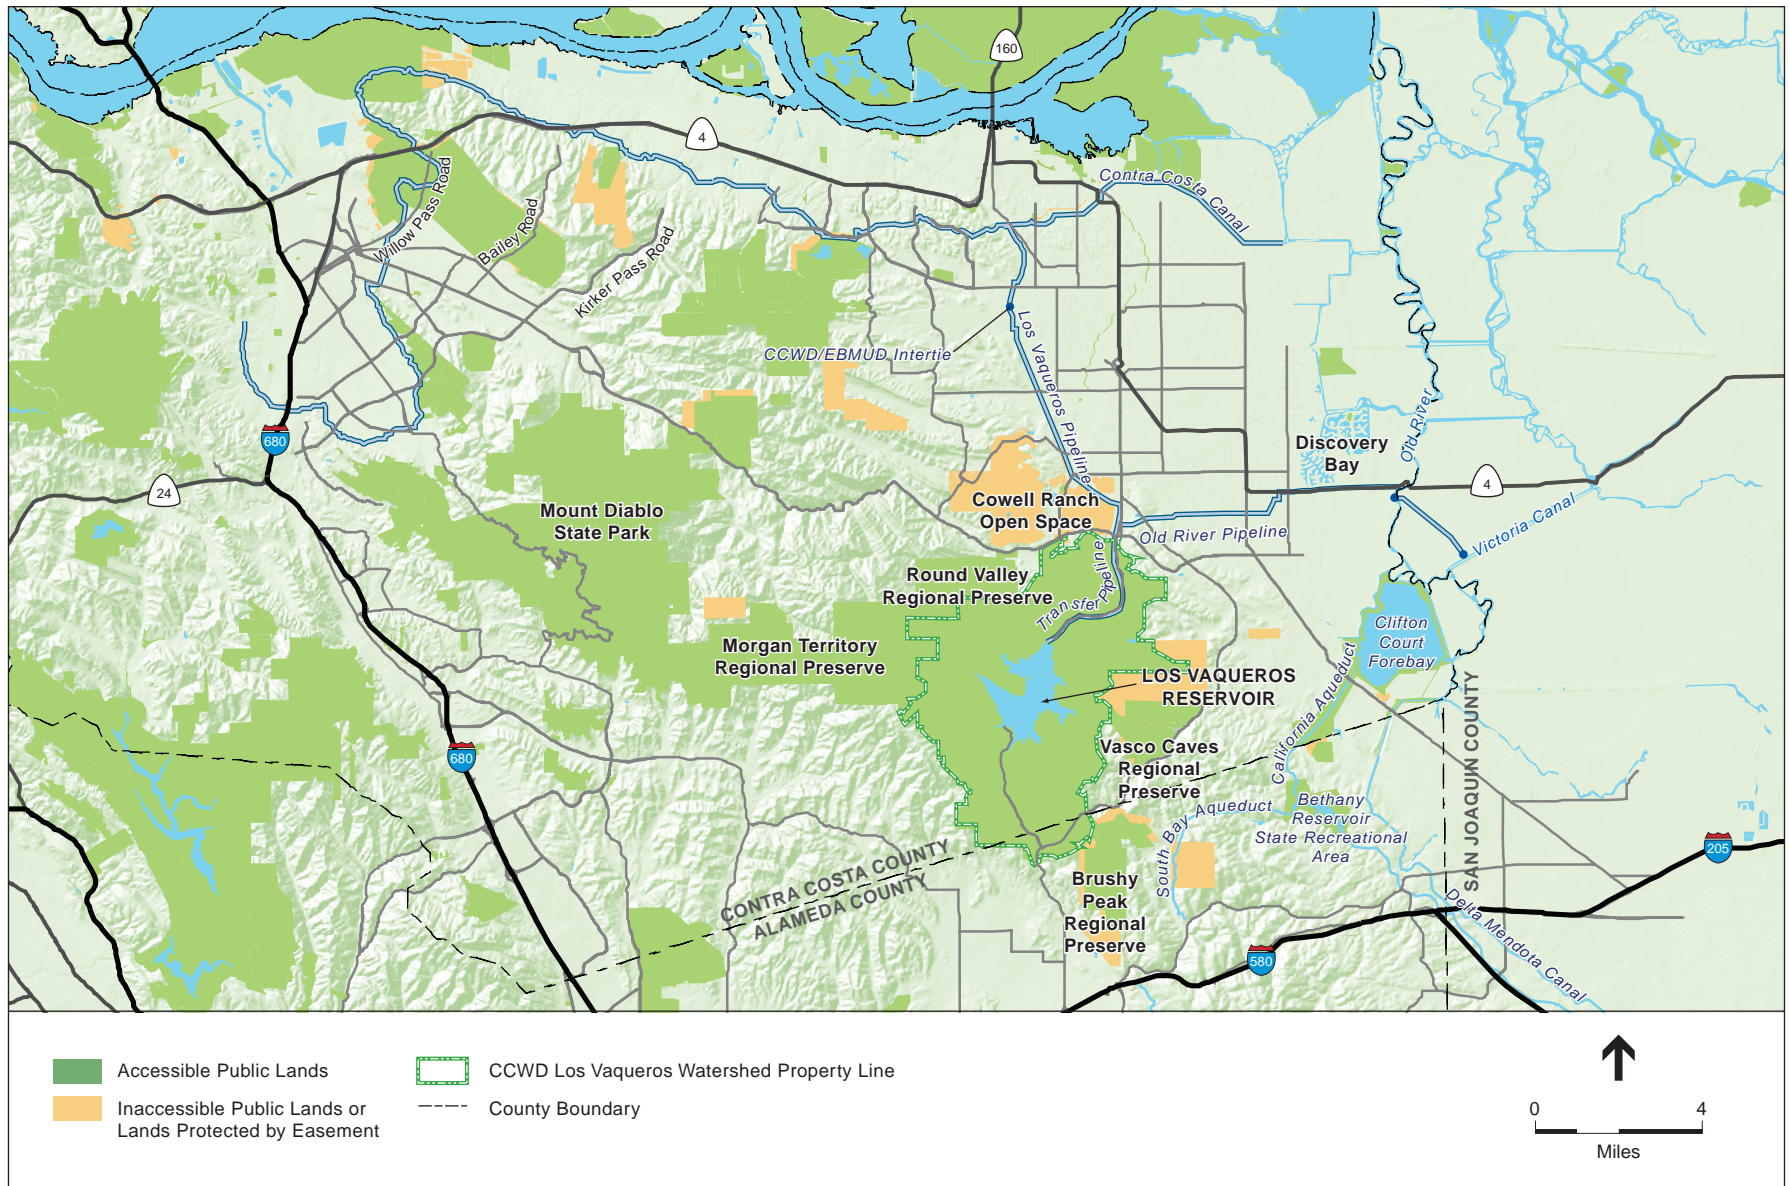 160
4
Contra Costa Canal
Willow Pass Road
Bailey Road
Kirker Pass Road
CCWD/EBMUD Intertie
Los Vaqueros Pipeline
680
24
Discovery
Bay
Old River
4
Victoria Canal
Cowell Ranch
Open Space
Old River Pipeline
Mount Diablo
State Park
Round Valley
Regional Preserve
Transfer Pipeline
Morgan Territory
Regional Preserve
Clifton
Court
Forebay
LOS VAQUEROS
RESERVOIR
California Aqueduct
SAN JOAQUIN COUNTY
680
Vasco Caves
Regional
Preserve
South Bay Aqueduct
Bethany
Reservoir
State Recreational
Area
205
CONTRA COSTA COUNTY
ALAMEDA COUNTY
Brushy
Peak
Regional
Preserve
Delta Mendota Canal
580
Accessible Public Lands
Inaccessible Public Lands or
Lands Protected by Easement
CCWD Los Vaqueros Watershed Property Line
County Boundary
0 4
Miles